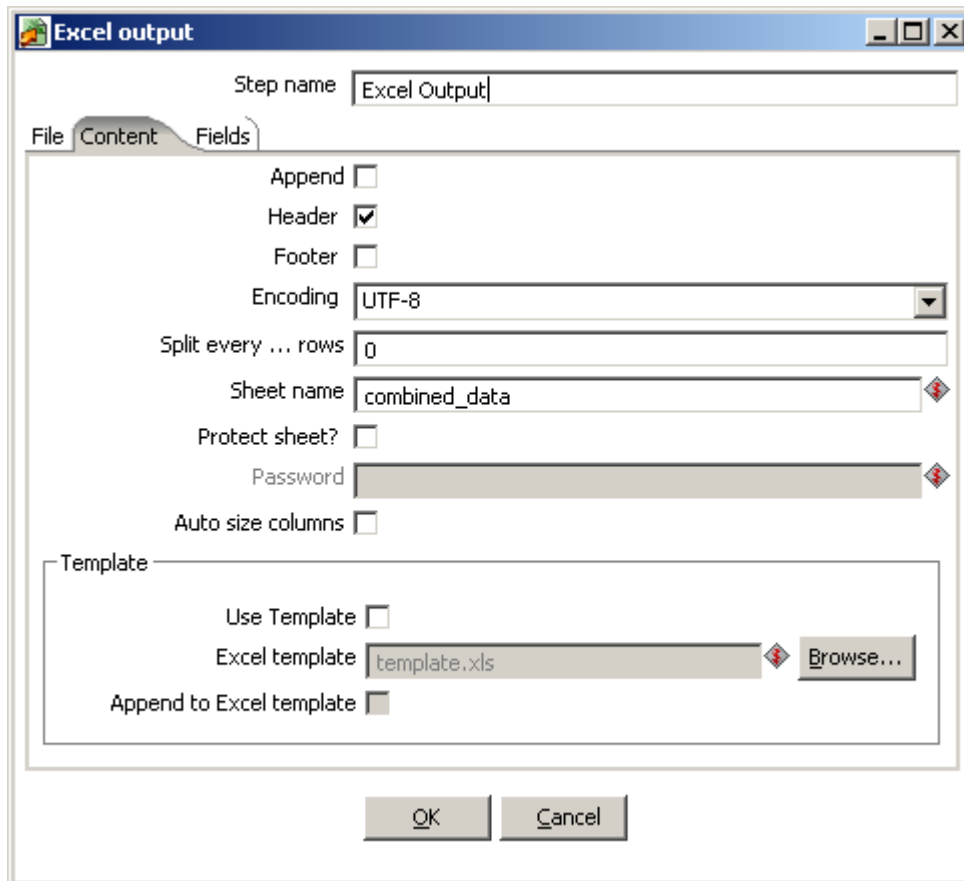 Excel output
Step name Excel Output
File Content Fields
Append
Header
Footer
Encoding UTF-8
Split every ... rows 0
Sheet name combined_data
Protect sheet?
Password
Auto size columns
Template
Use Template
Excel template template.xls Browse...
Append to Excel template
OK Cancel